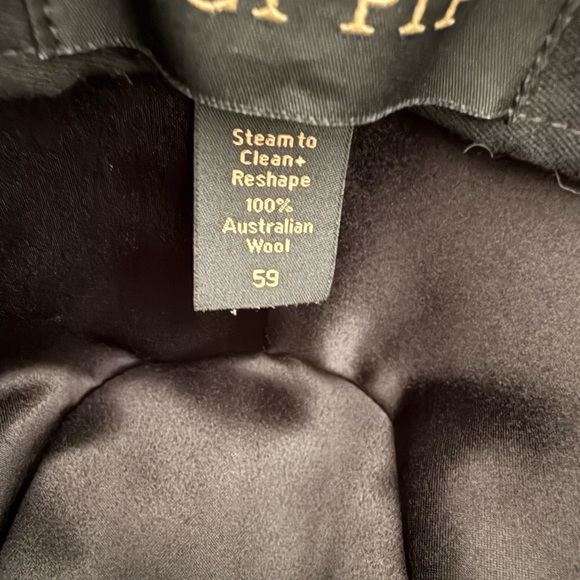 Steam to
Clean+
Reshape
100%
Australian
Wool
59